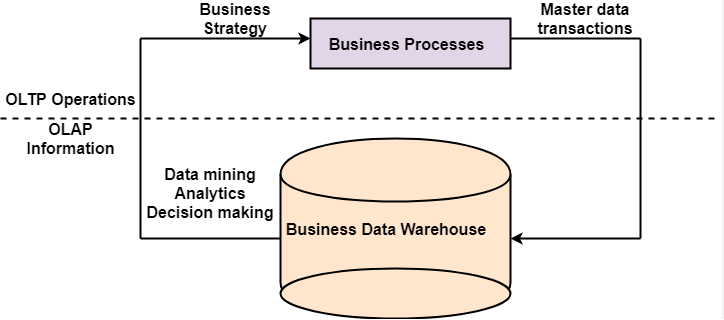 Business
Strategy
Business Processes
Master data
transactions
OLTP Operations
OLAP
Information
Data mining
Analytics
Decision making
Business Data Warehouse